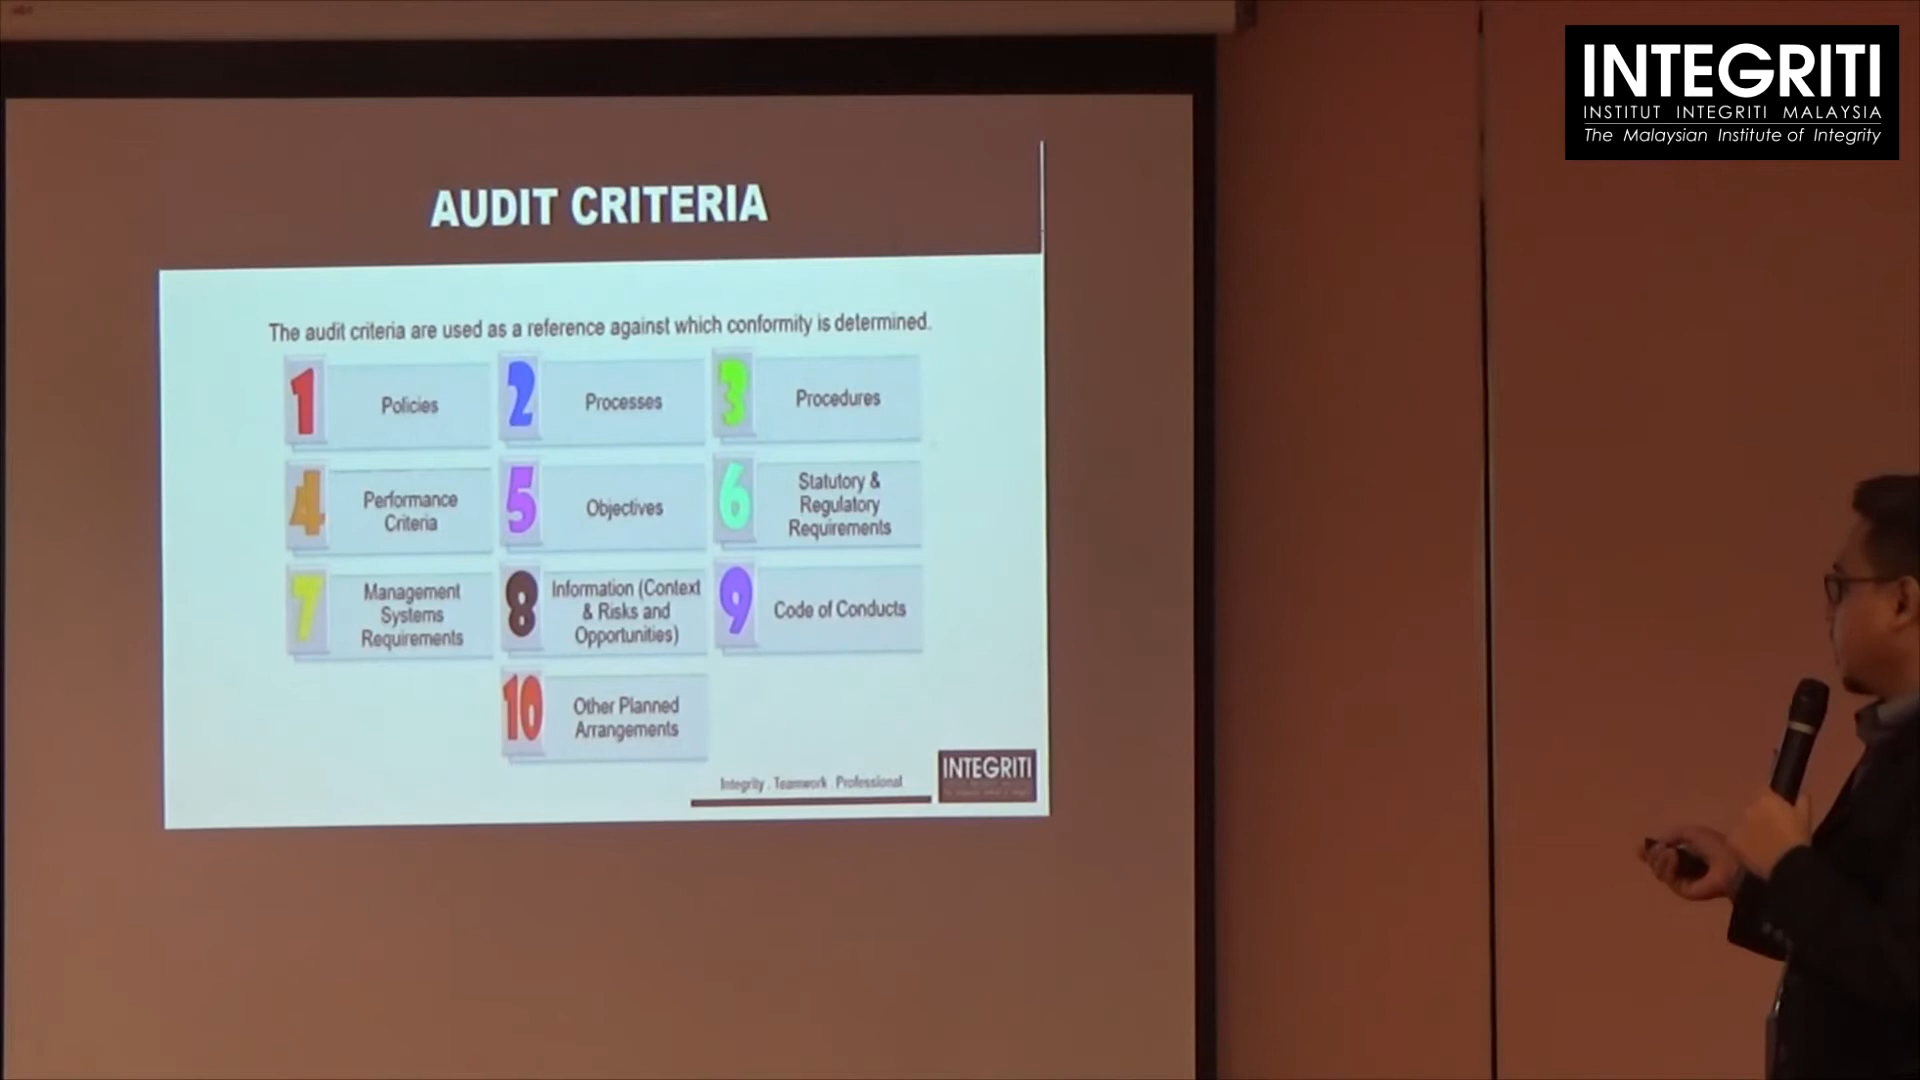 INTEGRITI
INSTITUT INTEGRITI MALAYSIA
The Malaysian Institute of Integrity
AUDIT CRITERIA
The audit criteria are used as a reference against which conformity is determined.
1
Policies
2
Processes
3
Procedures
4
Performance
Criteria
5
Objectives
6
Statutory &
Regulatory
Requirements
7
Management
Systems
Requirements
8
Information (Context
& Risks and
Opportunities)
9
Code of Conducts
10
Other Planned
Arrangements
Integrity . Teamwork . Professional
INTEGRITI